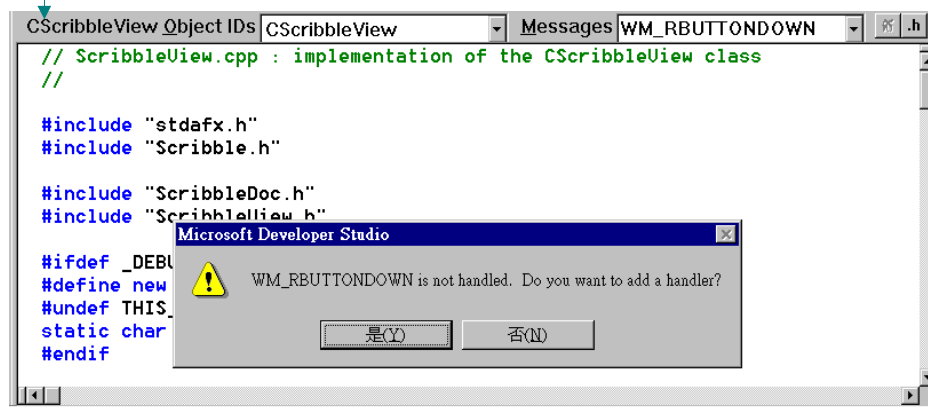 CScribbleView Object IDs CScribbleView Messages WM_RBUTTONDOWN .h
// ScribbleView.cpp : implementation of the CScribbleView class
//
#include "stdafx.h"
#include "Scribble.h"
#include "ScribbleDoc.h"
#include "ScribbleView.h"
Microsoft Developer Studio
#ifdef
WM_RBUTTONDOWN is not handled. Do you want to add a handler?
#define new
#undef
static char
是(Y) 否(N)
#endif